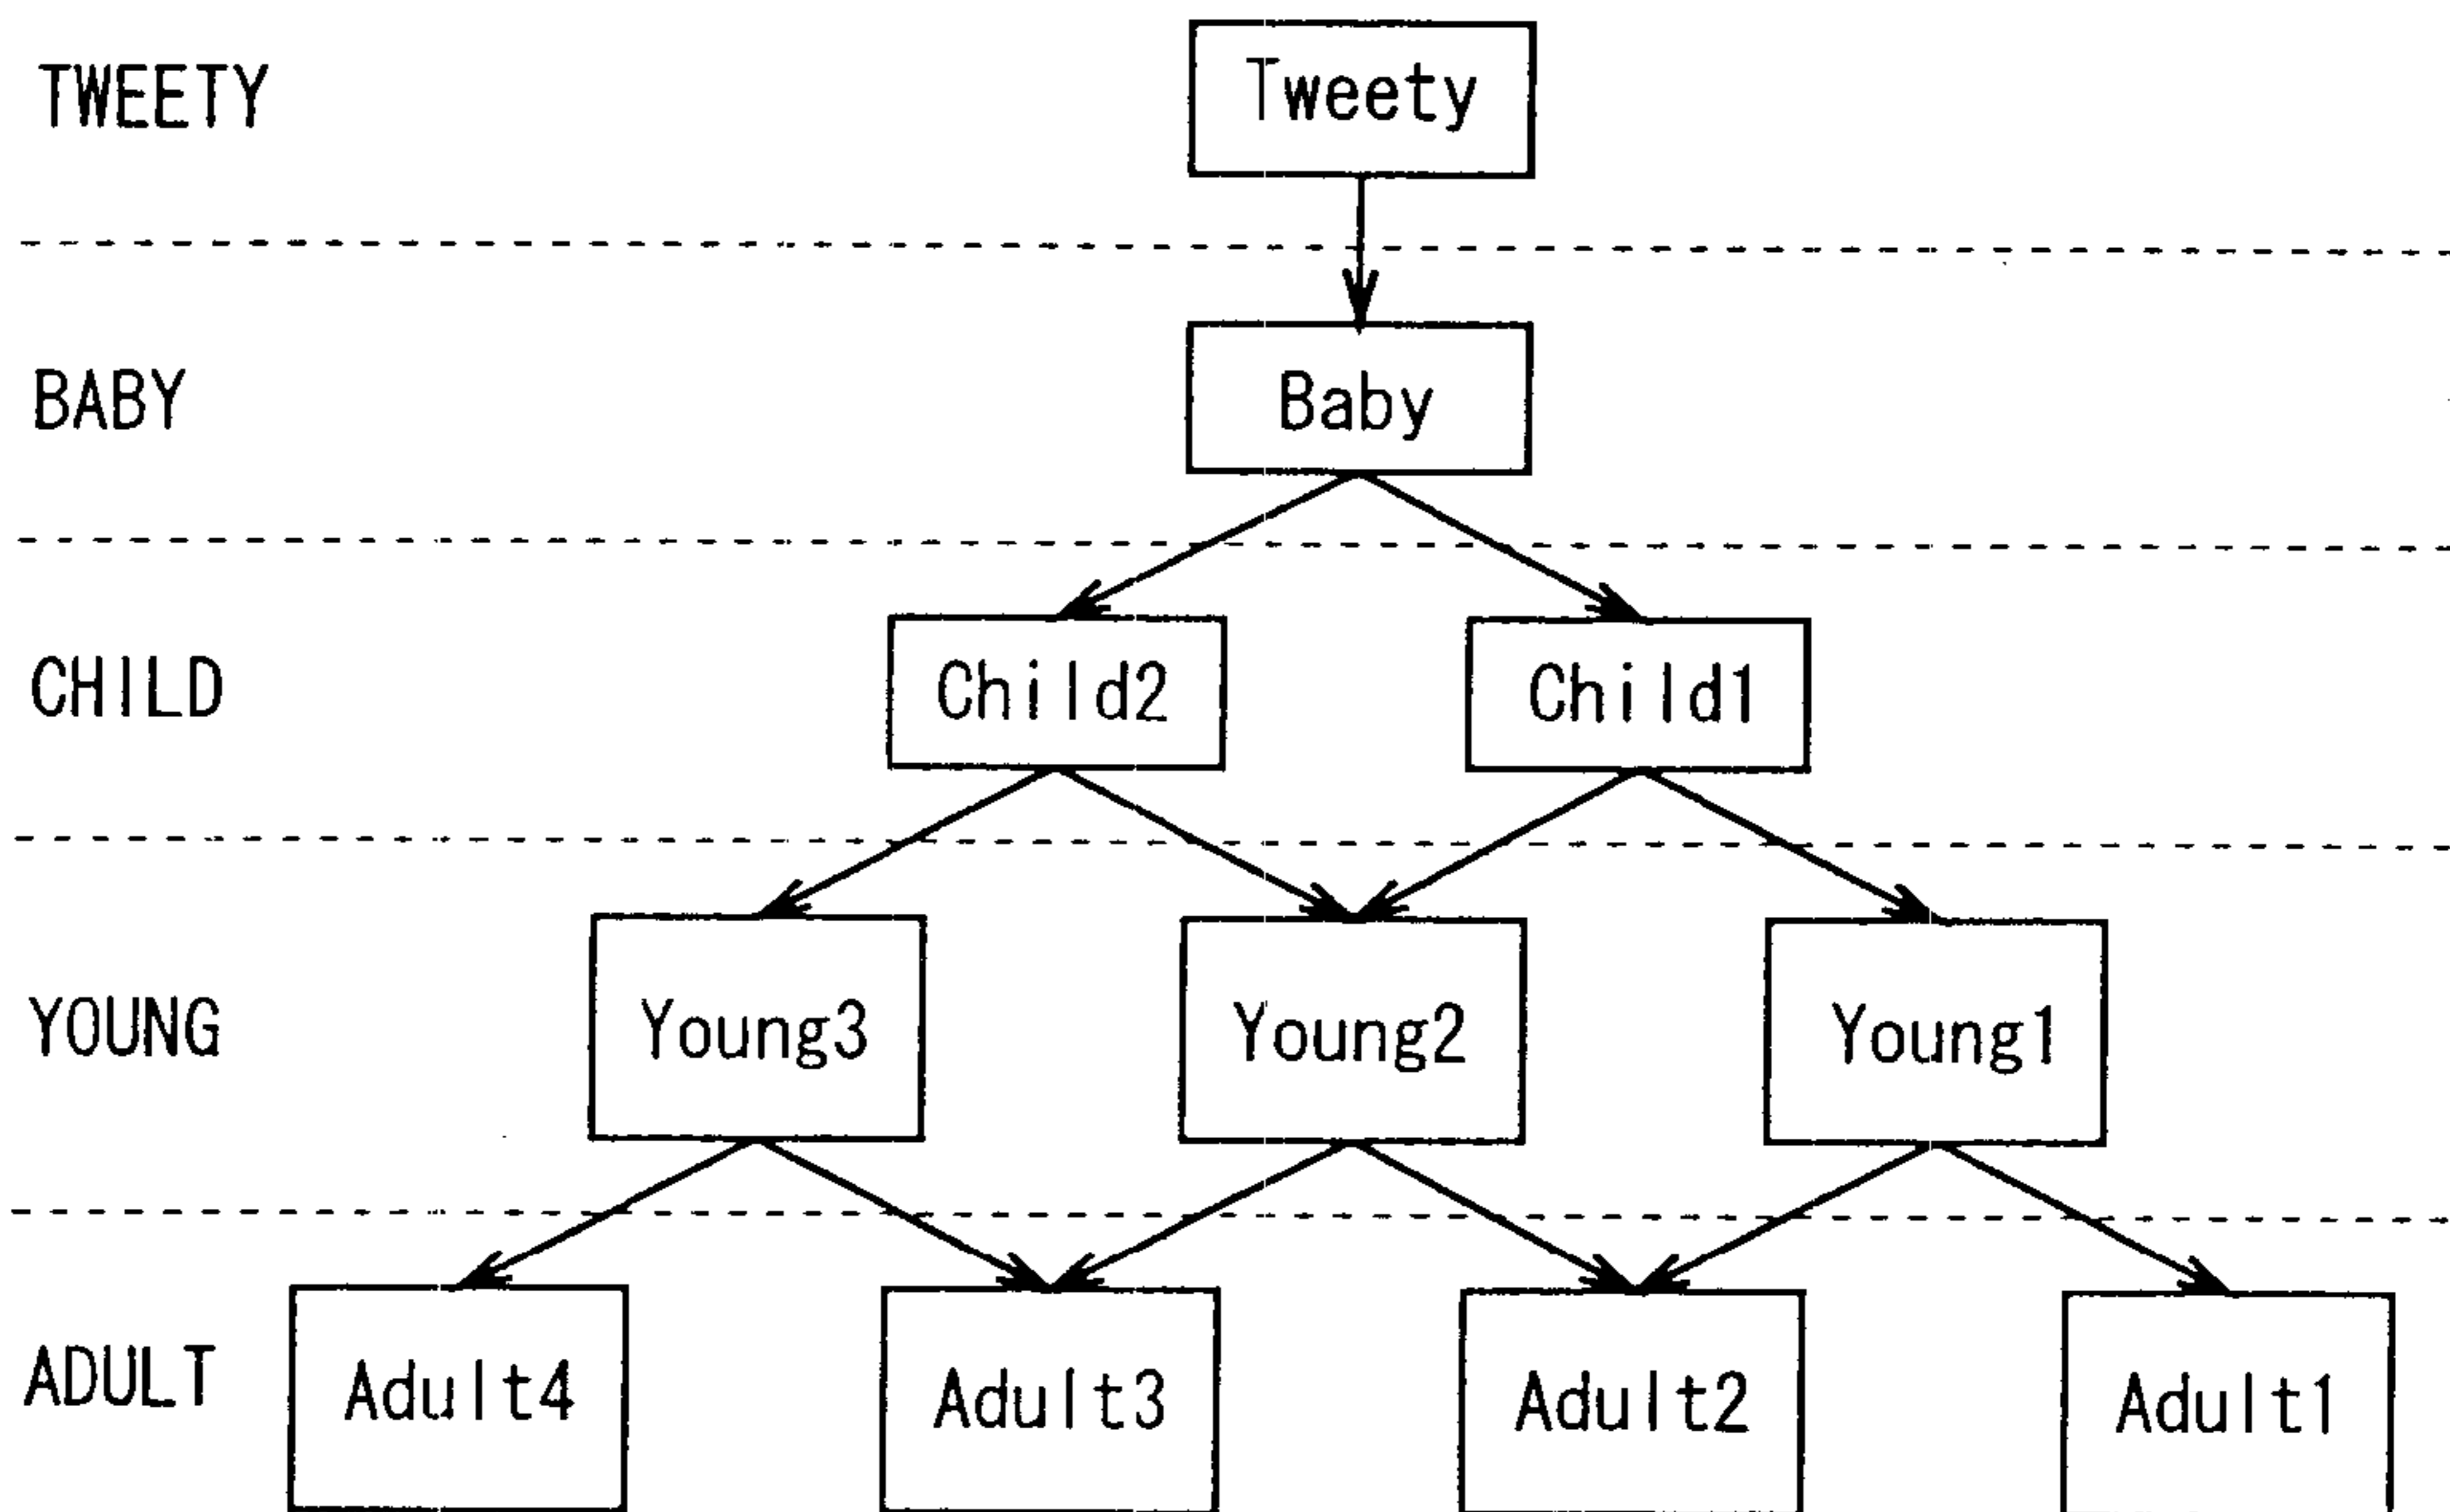 TWEETY Tweety
BABY Baby
CHILD Child2 Child1
YOUNG Young3 Young2 Young1
ADULT Adult4 Adult3 Adult2 Adult1